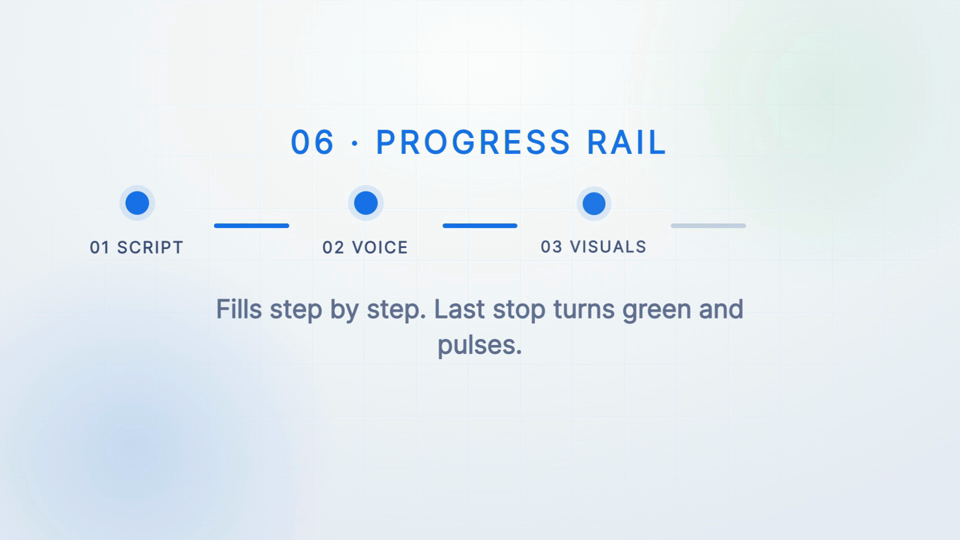 06 · PROGRESS RAIL
01 SCRIPT
02 VOICE
03 VISUALS
Fills step by step. Last stop turns green and
pulses.